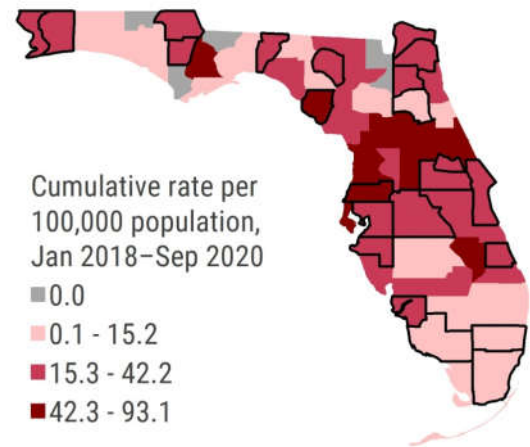 Cumulative rate per
100,000 population,
Jan 2018–Sep 2020
0.0
0.1 - 15.2
15.3 - 42.2
42.3 - 93.1